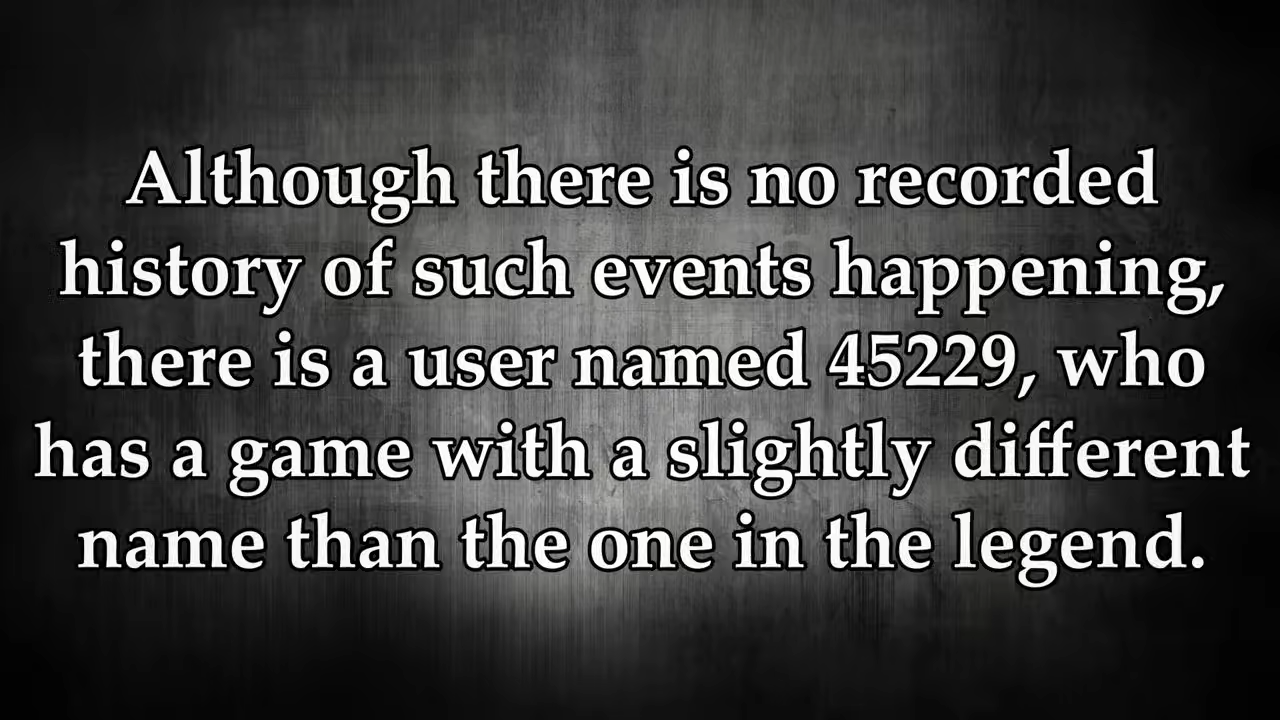 Although there is no recorded
history of such events happening,
there is a user named 45229, who
has a game with a slightly different
name than the one in the legend.